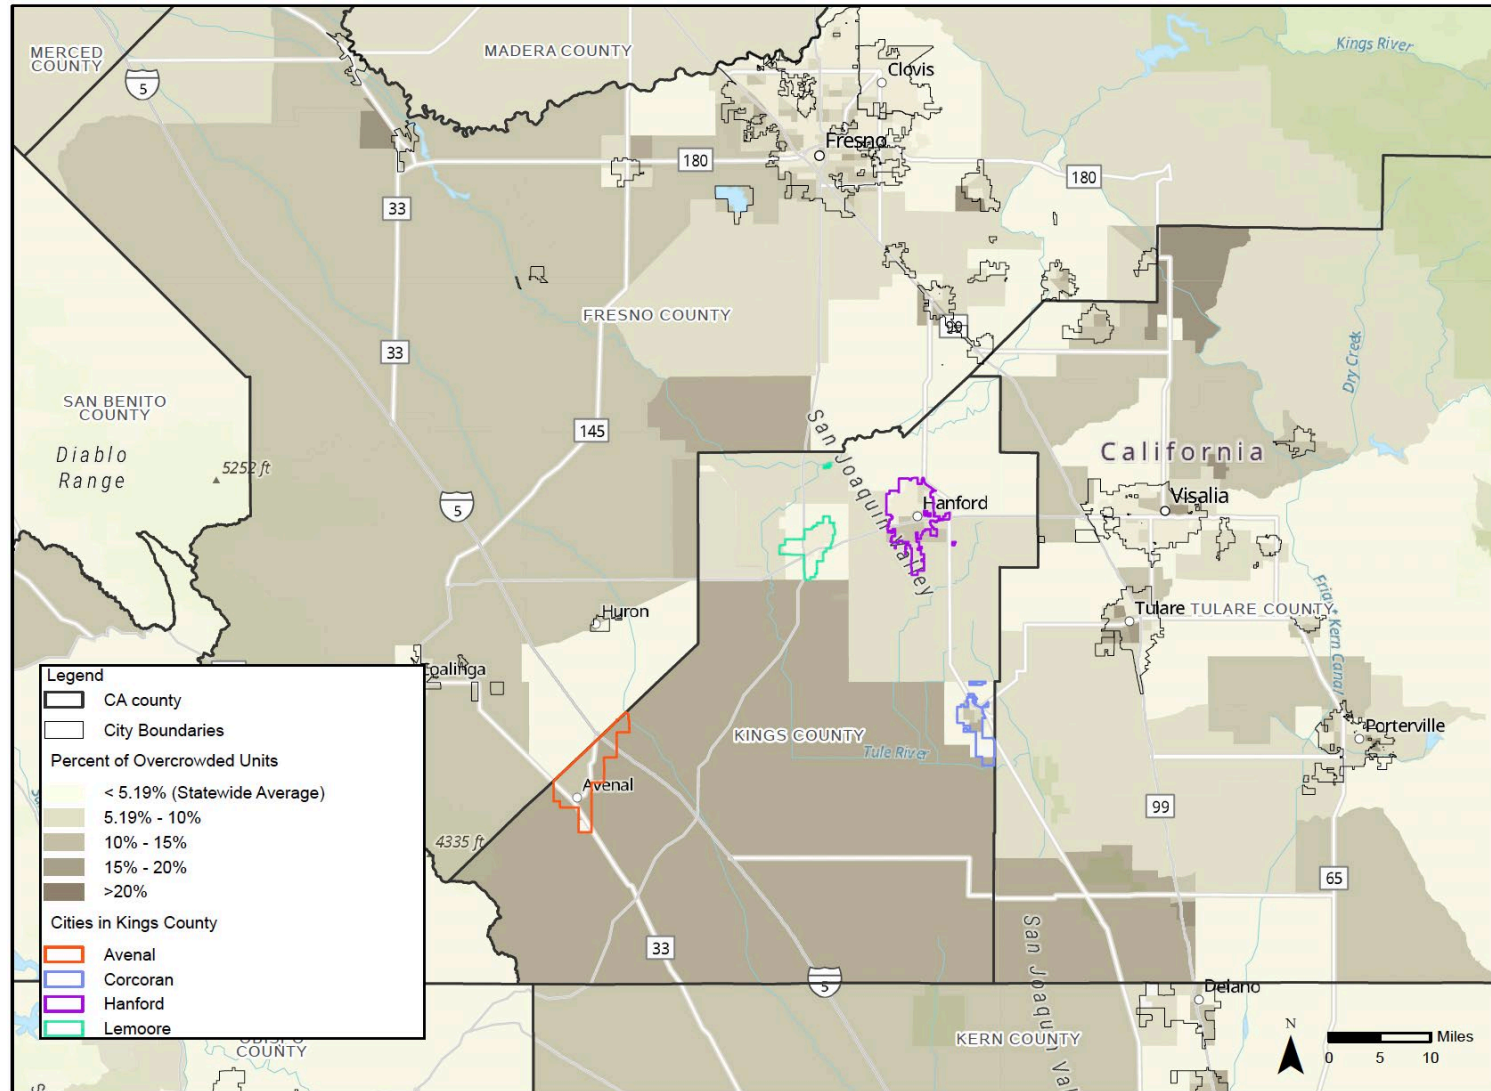 MERCED
COUNTY
MADERA COUNTY
Kings River
5
Clovis
Fresno
180
180
33
FRESNO COUNTY
99
33
Dry Creek
SAN BENITO
COUNTY
Diablo
Range
5252 ft
145
San Joaquin Valley
California
5
Hanford
Visalia
Huron
Tulare
TULARE COUNTY
Friant Kern Canal
Coalinga
KINGS COUNTY
Tule River
Porterville
Avenal
99
4335 ft
65
33
5
San Joaquin Val
Delano
KERN COUNTY
COUNTY
Legend
CA county
City Boundaries
Percent of Overcrowded Units
< 5.19% (Statewide Average)
5.19% - 10%
10% - 15%
15% - 20%
>20%
Cities in Kings County
Avenal
Corcoran
Hanford
Lemoore
N
Miles
0 5 10